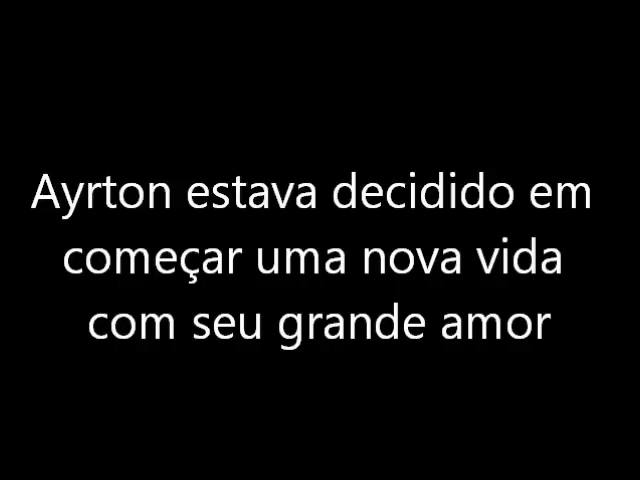 Ayrton estava decidido em
começar uma nova vida
com seu grande amor